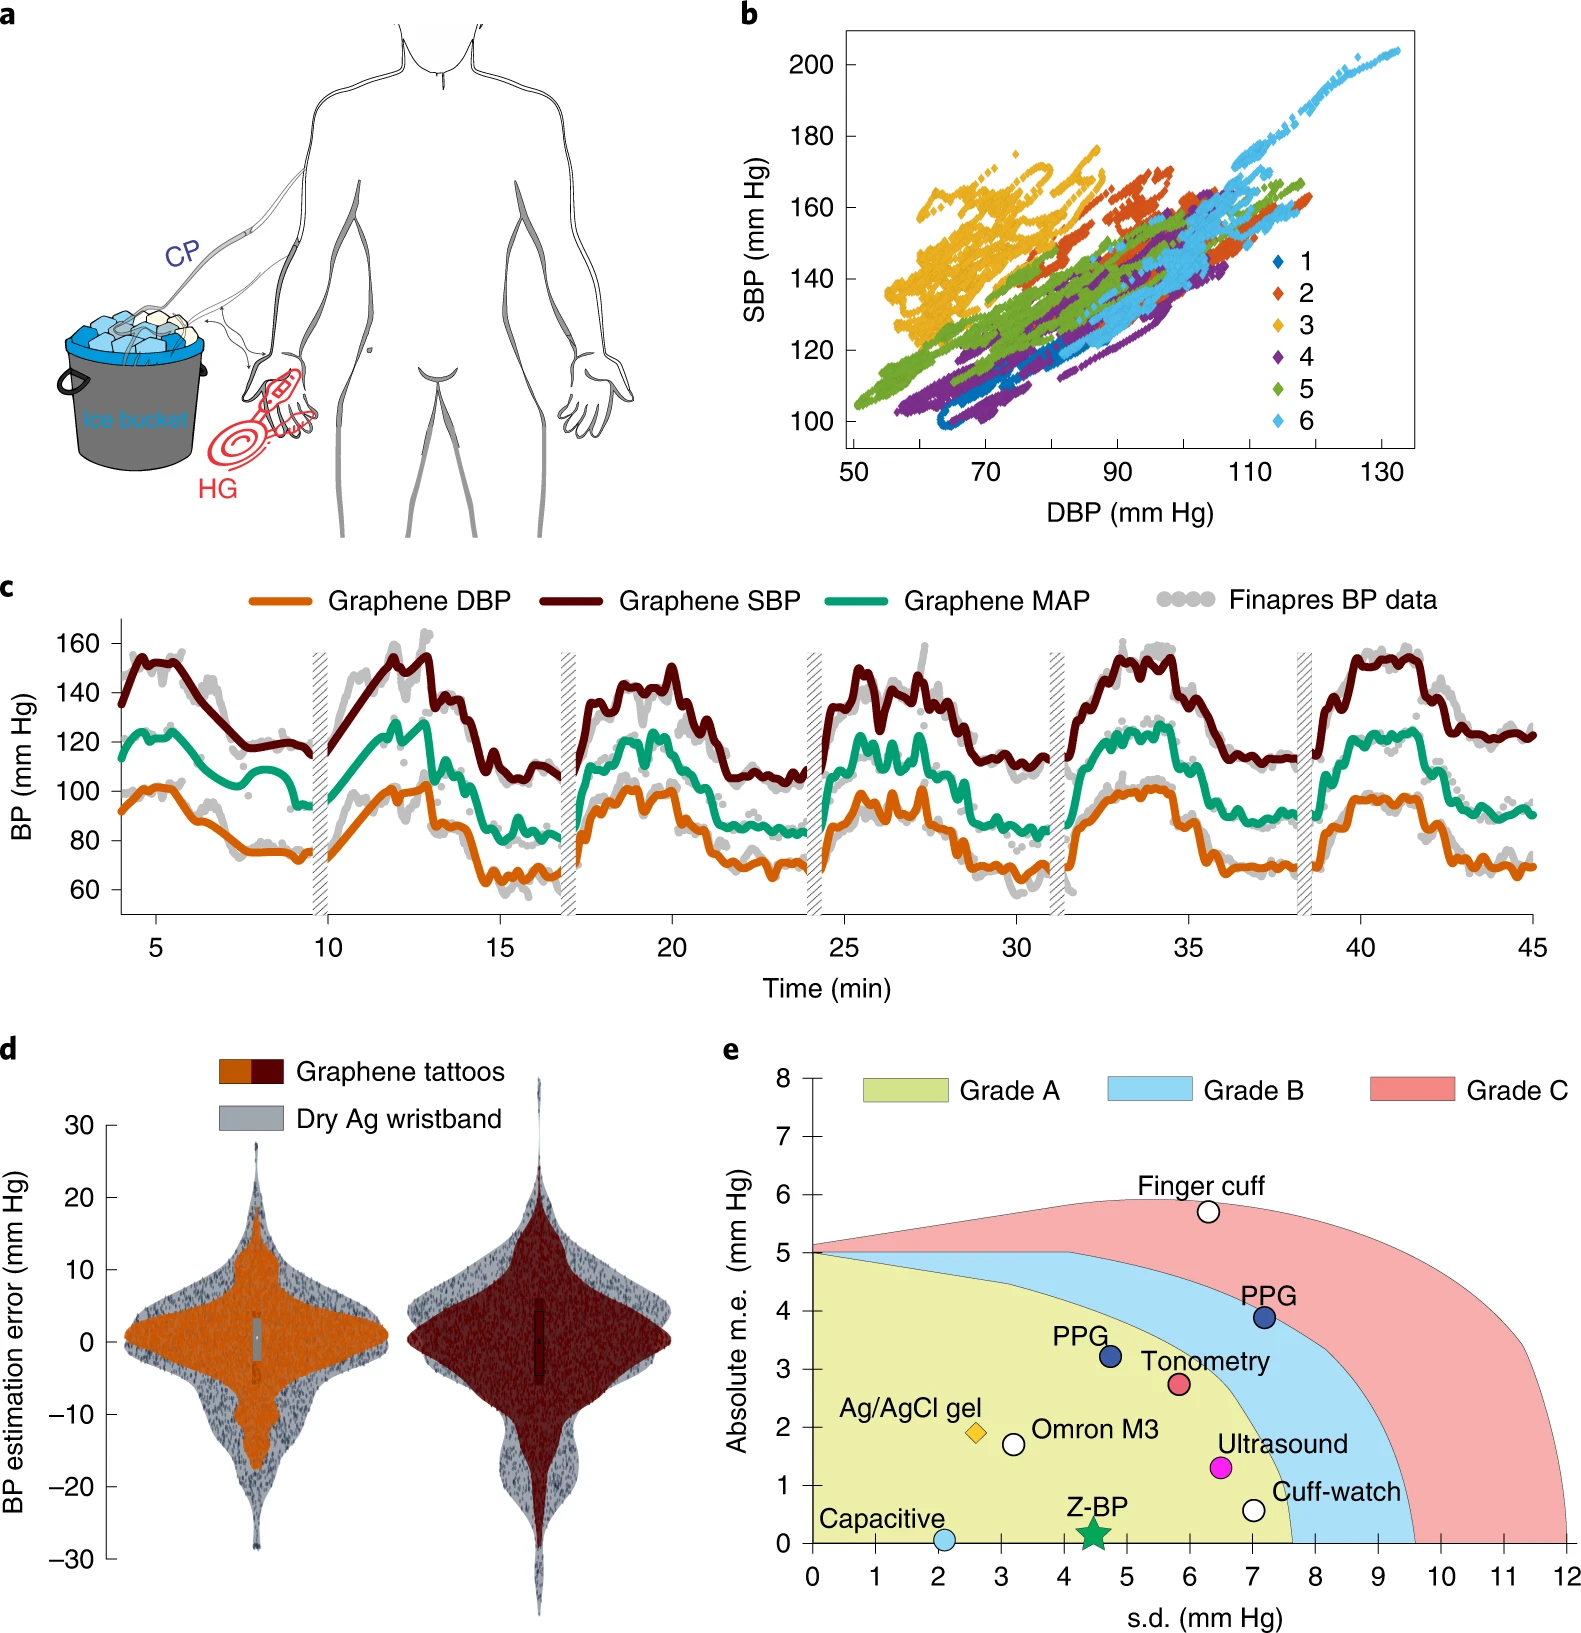 a
CP
Ice bucket
HG
b
SBP (mm Hg)
200
180
160
140
120
100
1
2
3
4
5
6
50 70 90 110 130
DBP (mm Hg)
c
Graphene DBP Graphene SBP Graphene MAP Finapres BP data
BP (mm Hg)
160
140
120
100
80
60
5 10 15 20 25 30 35 40 45
Time (min)
d
Graphene tattoos
Dry Ag wristband
BP estimation error (mm Hg)
30
20
10
0
–10
–20
–30
e
Grade A Grade B Grade C
Absolute m.e. (mm Hg)
8
7
6
5
4
3
2
1
0
Finger cuff
PPG
PPG
Tonometry
Ag/AgCl gel
Omron M3
Ultrasound
Cuff-watch
Z-BP
Capacitive
0 1 2 3 4 5 6 7 8 9 10 11 12
s.d. (mm Hg)